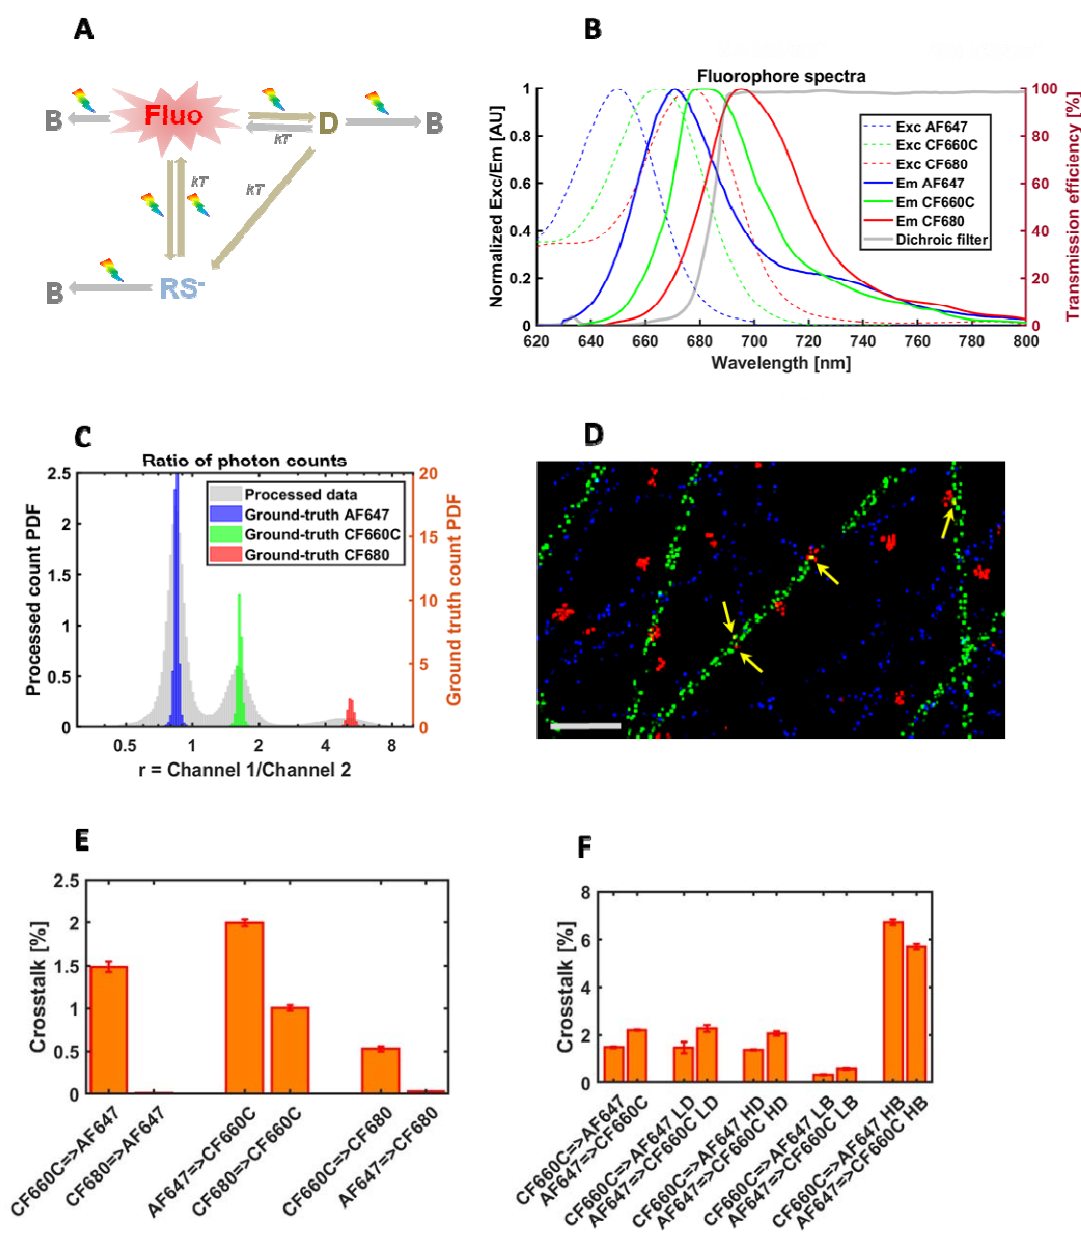 A
B
Fluo
B
D
B
kT
kT
kT
B
RS-
Fluorophore spectra
Normalized Exc/Em [AU]
Transmission efficiency [%]
1
0.8
0.6
0.4
0.2
0
100
80
60
40
20
0
Exc AF647
Exc CF660C
Exc CF680
Em AF647
Em CF660C
Em CF680
Dichroic filter
620 640 660 680 700 720 740 760 780 800
Wavelength [nm]
C
D
Ratio of photon counts
Processed count PDF
Ground truth count PDF
2.5
2
1.5
1
0.5
0
20
15
10
5
0
Processed data
Ground-truth AF647
Ground-truth CF660C
Ground-truth CF680
0.5 1 2 4 8
r = Channel 1/Channel 2
E
F
Crosstalk [%]
2.5
2
1.5
1
0.5
0
CF660C=>AF647
CF680=>AF647
AF647=>CF660C
CF680=>CF660C
CF660C=>CF680
AF647=>CF680
Crosstalk [%]
8
6
4
2
0
CF660C=>AF647
AF647=>CF660C
CF660C=>AF647 LD
AF647=>CF660C LD
CF660C=>AF647 HD
AF647=>CF660C HD
CF660C=>AF647 LB
AF647=>CF660C LB
CF660C=>AF647 HB
AF647=>CF660C HB